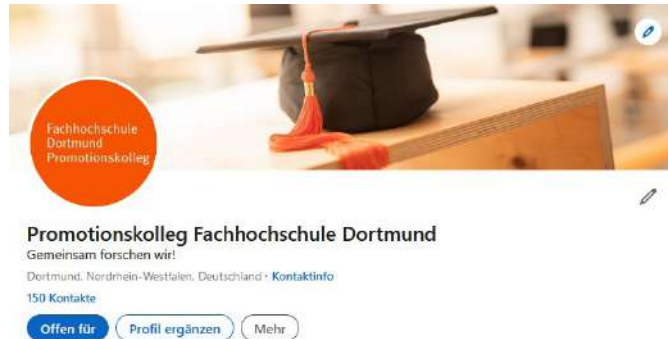 Fachhochschule
Dortmund
Promotionskolleg
Promotionskolleg Fachhochschule Dortmund
Gemeinsam forschen wir!
Dortmund, Nordrhein-Westfalen, Deutschland · Kontaktinfo
150 Kontakte
Offen für Profil ergänzen Mehr